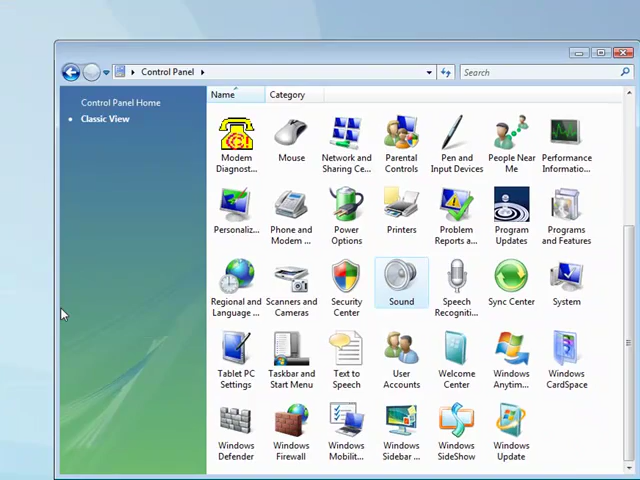 Control Panel
Search
Control Panel Home
Classic View
Name
Category
Modem
Diagnost...
Mouse
Network and
Sharing Ce...
Parental
Controls
Pen and
Input Devices
People Near
Me
Performance
Informatio...
Personaliz...
Phone and
Modem ...
Power
Options
Printers
Problem
Reports a...
Program
Updates
Programs
and Features
Regional and
Language ...
Scanners and
Cameras
Security
Center
Sound
Speech
Recogniti...
Sync Center
System
Tablet PC
Settings
Taskbar and
Start Menu
Text to
Speech
User
Accounts
Welcome
Center
Windows
Anytim...
Windows
CardSpace
Windows
Defender
Windows
Firewall
Windows
Mobilit...
Windows
Sidebar ...
Windows
SideShow
Windows
Update